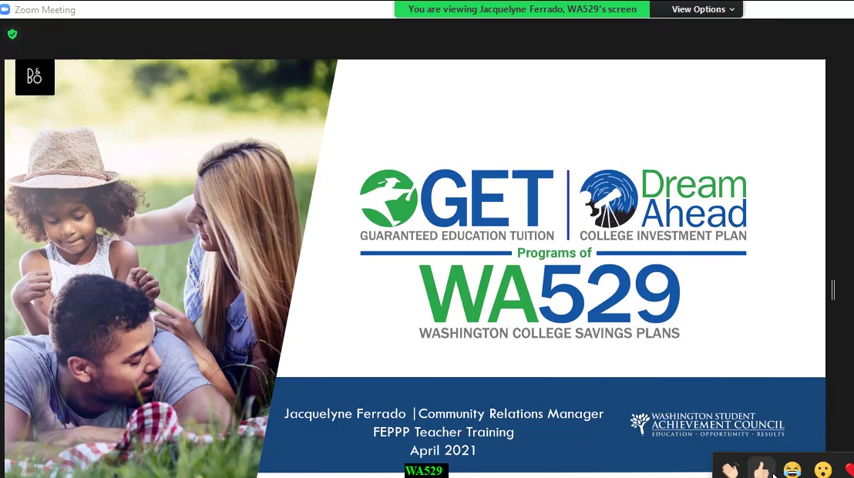 Zoom Meeting
You are viewing Jacquelyne Ferrado, WA529's screen
View Options
B&O
GET
GUARANTEED EDUCATION TUITION
Dream
Ahead
COLLEGE INVESTMENT PLAN
Programs of
WA529
WASHINGTON COLLEGE SAVINGS PLANS
Jacquelyne Ferrado |Community Relations Manager
FEPPP Teacher Training
April 2021
WASHINGTON STUDENT
ACHIEVEMENT COUNCIL
EDUCATION · OPPORTUNITY · RESULTS
WA529